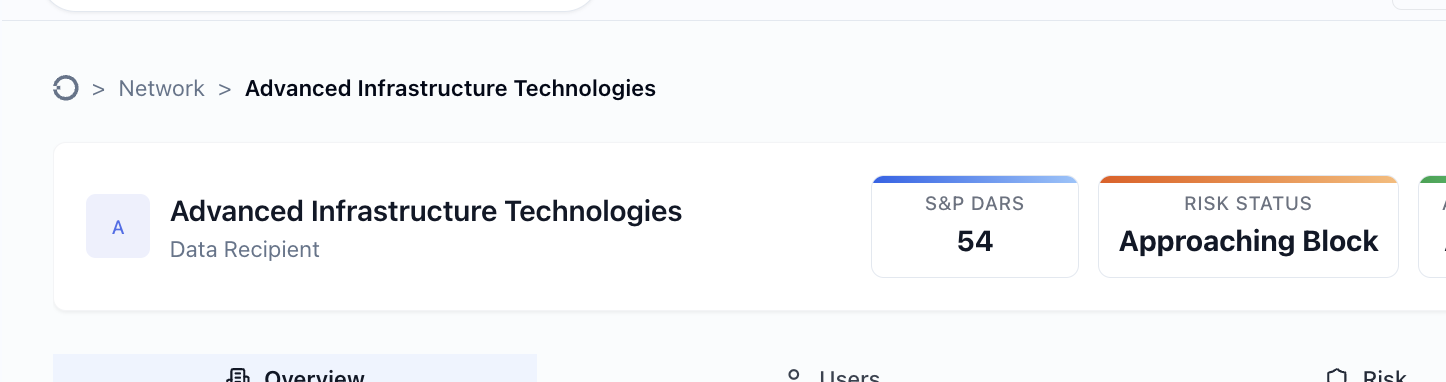 > Network > Advanced Infrastructure Technologies
A
Advanced Infrastructure Technologies
Data Recipient
S&P DARS
54
RISK STATUS
Approaching Block
Overview
Users
Risk